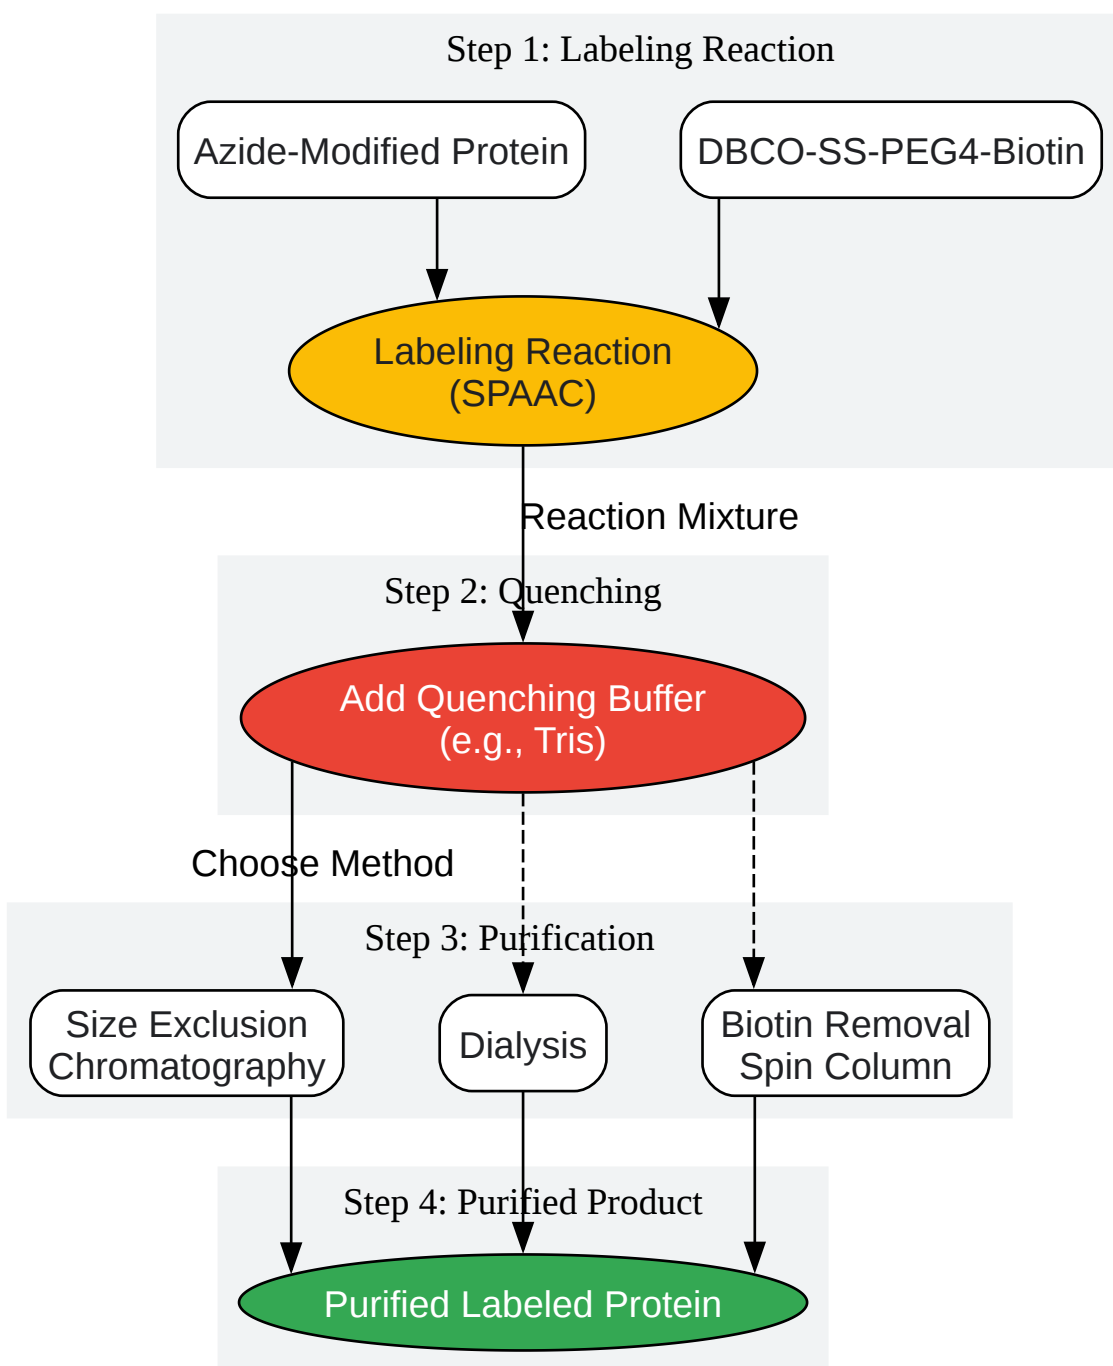 Step 1: Labeling Reaction
Azide-Modified Protein
DBCO-SS-PEG4-Biotin
Labeling Reaction
(SPAAC)
Reaction Mixture
Step 2: Quenching
Add Quenching Buffer
(e.g., Tris)
Choose Method
Step 3: Purification
Size Exclusion
Chromatography
Dialysis
Biotin Removal
Spin Column
Step 4: Purified Product
Purified Labeled Protein